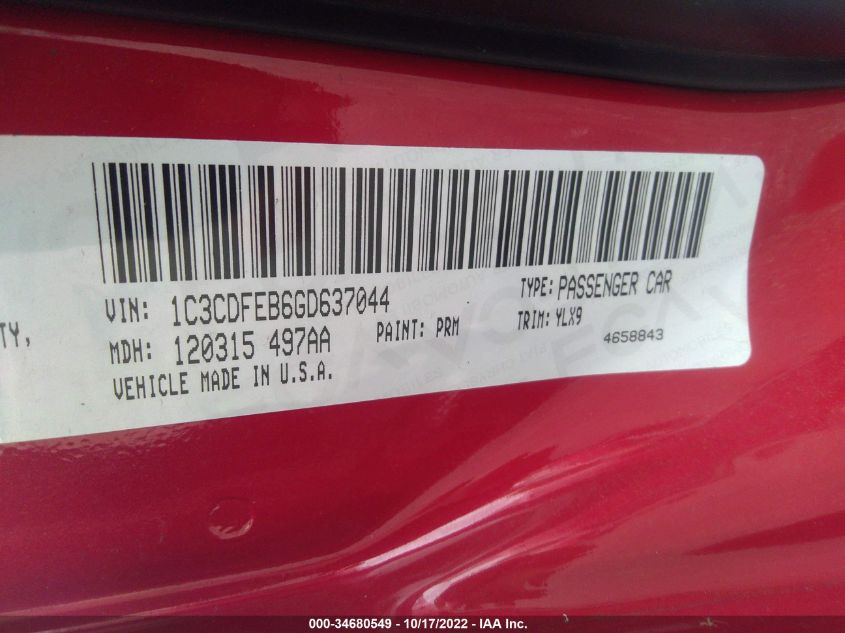 VIN: 1C3CDFEB6GD637044
TYPE: PASSENGER CAR
TY,
MDH: 120315 497AA
PAINT: PRM
TRIM: YLX9
4658843
VEHICLE MADE IN U.S.A.
000-34680549 - 10/17/2022 - IAA Inc.